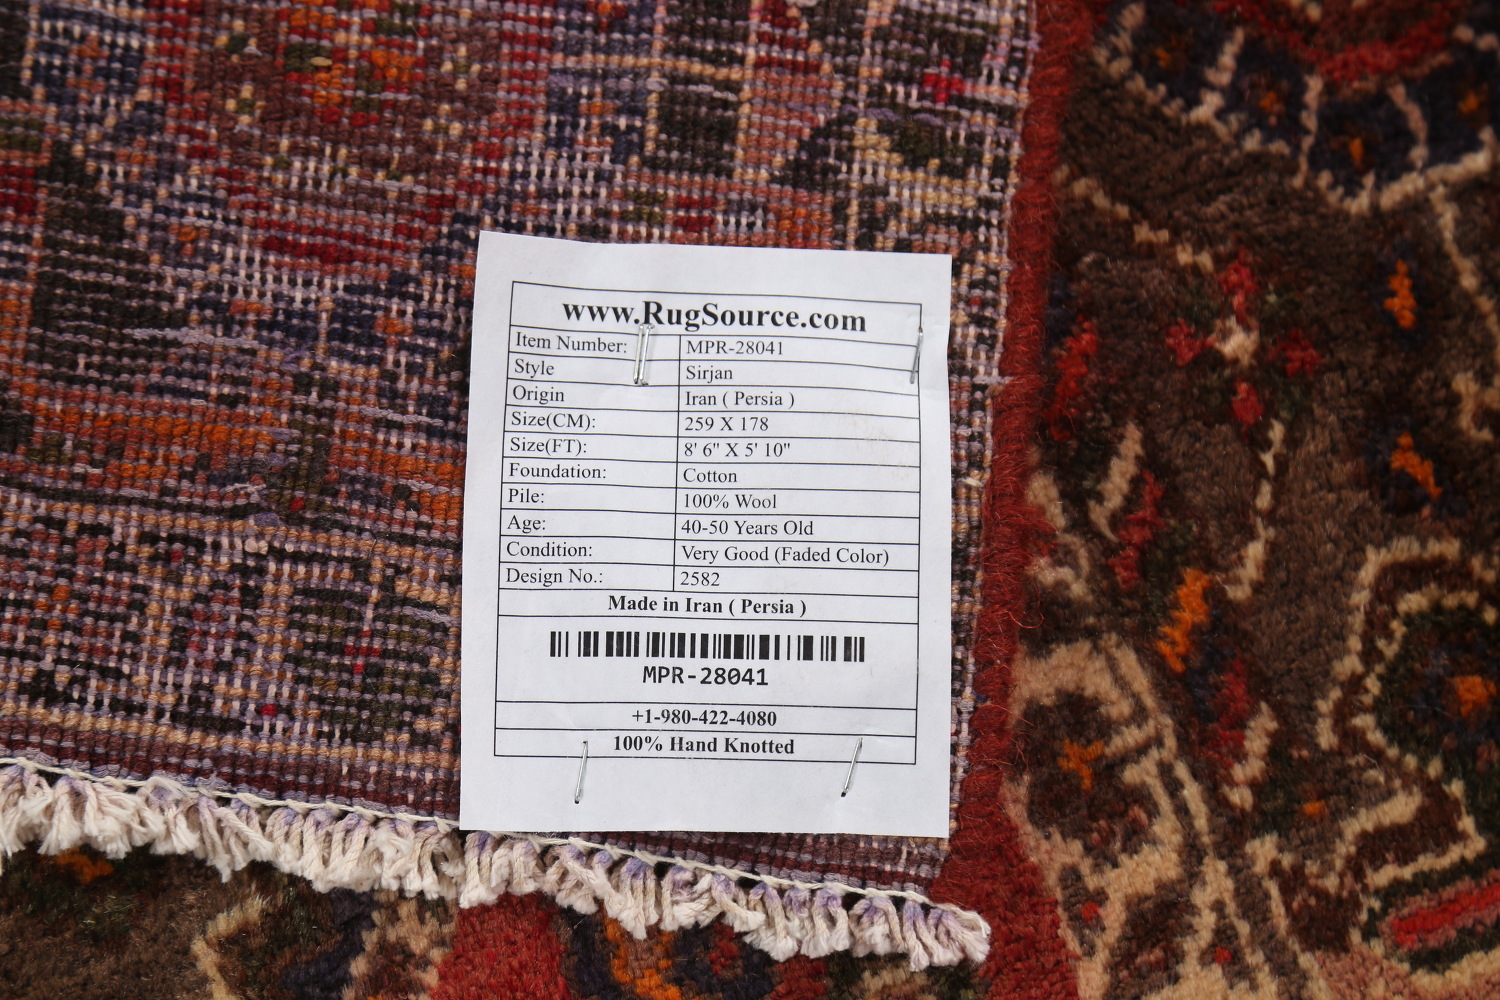 www.RugSource.com
Item Number: MPR-28041
Style Sirjan
Origin Iran ( Persia )
Size(CM): 259 X 178
Size(FT): 8' 6" X 5' 10"
Foundation: Cotton
Pile: 100% Wool
Age: 40-50 Years Old
Condition: Very Good (Faded Color)
Design No.: 2582
Made in Iran ( Persia )
MPR-28041
+1-980-422-4080
100% Hand Knotted